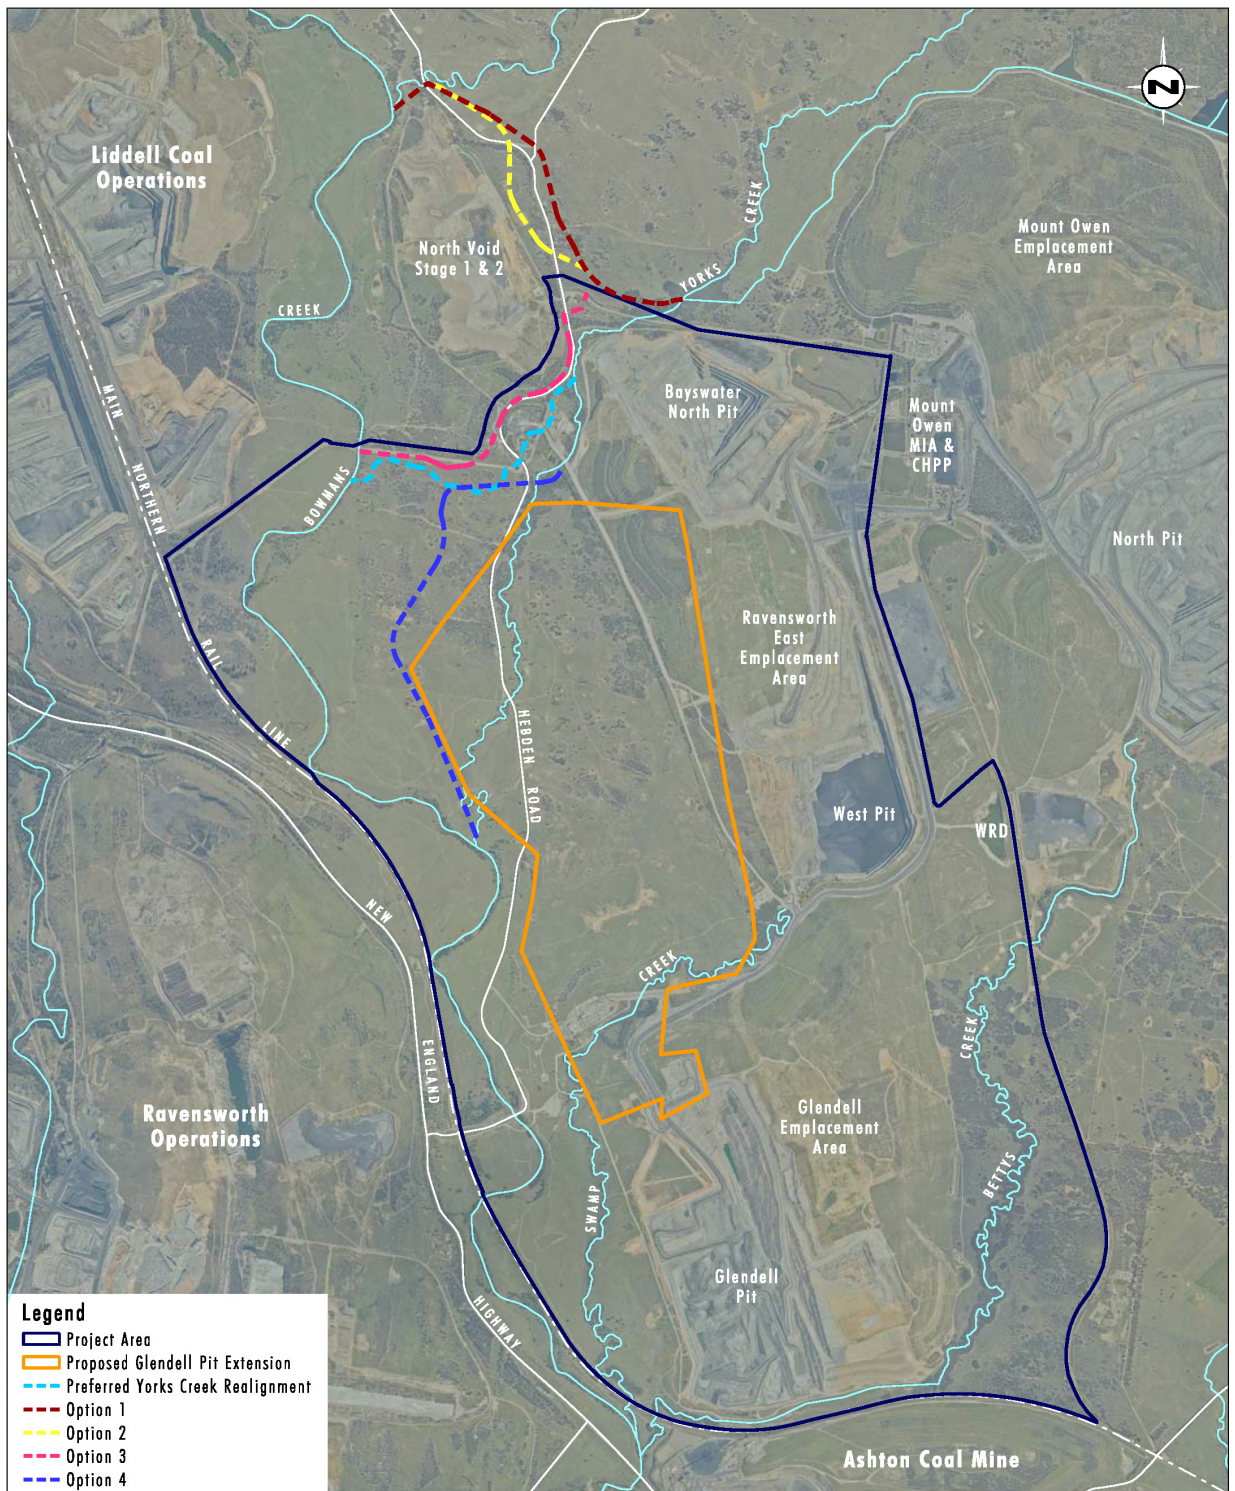 N
Liddell Coal
Operations
CREEK
Mount Owen
Emplacement
Area
North Void
Stage 1 & 2
YORKS
CREEK
MAIN
Bayswater
North Pit
Mount
Owen
MIA &
CHPP
NORTHERN
BOWMANS
North Pit
RAIL
Ravensworth
East
Emplacement
Area
LINE
HEBDEN ROAD
West Pit
WRD
NEW
CREEK
CREEK
ENGLAND
Ravensworth
Operations
Glendell
Emplacement
Area
BETTYS
SWAMP
Glendell
Pit
HIGHWAY
Legend
Project Area
Proposed Glendell Pit Extension
Preferred Yorks Creek Realignment
Option 1
Option 2
Option 3
Option 4
Ashton Coal Mine